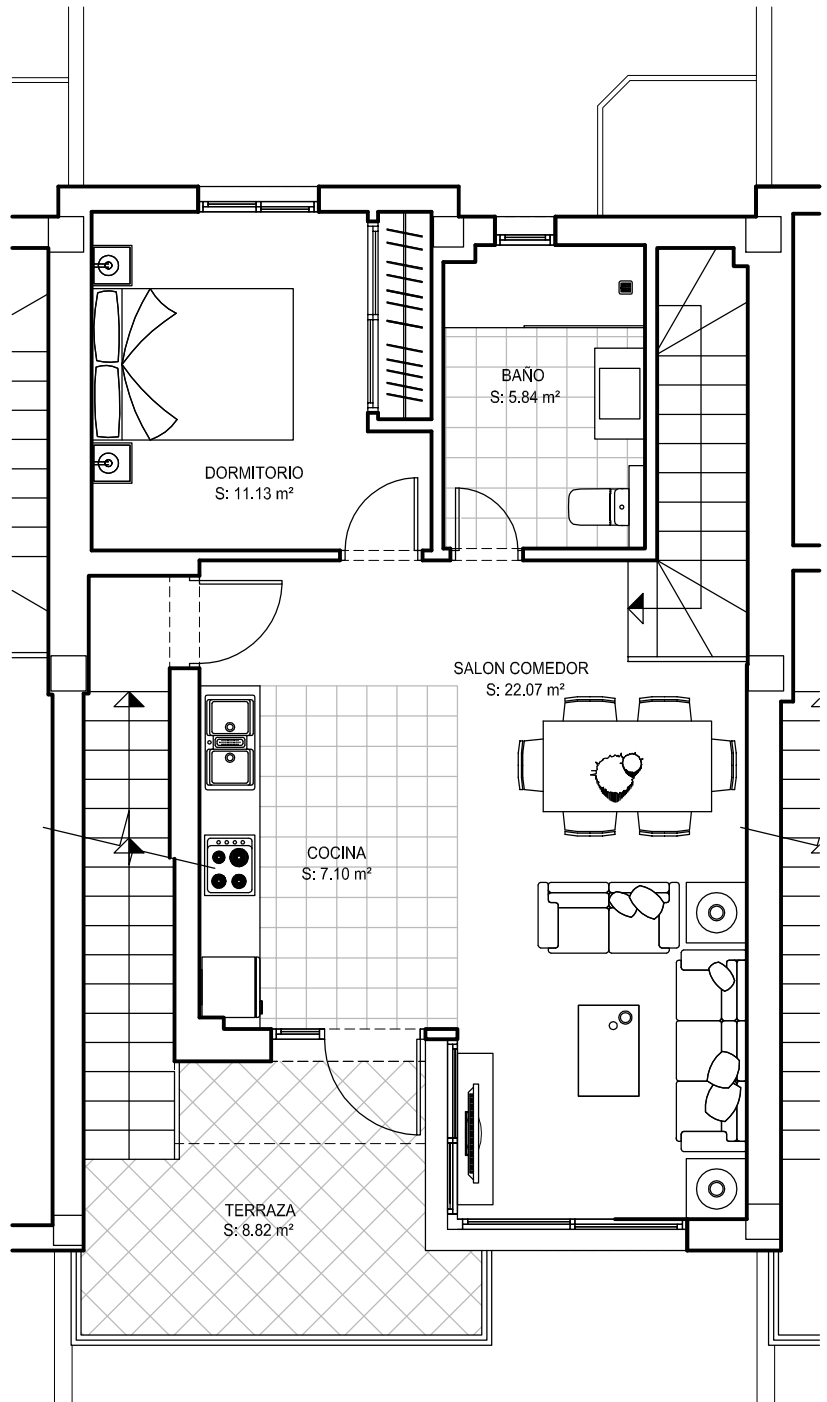 BAÑO
S: 5.84 m²
DORMITORIO
S: 11.13 m²
SALON COMEDOR
S: 22.07 m²
COCINA
S: 7.10 m²
TERRAZA
S: 8.82 m²